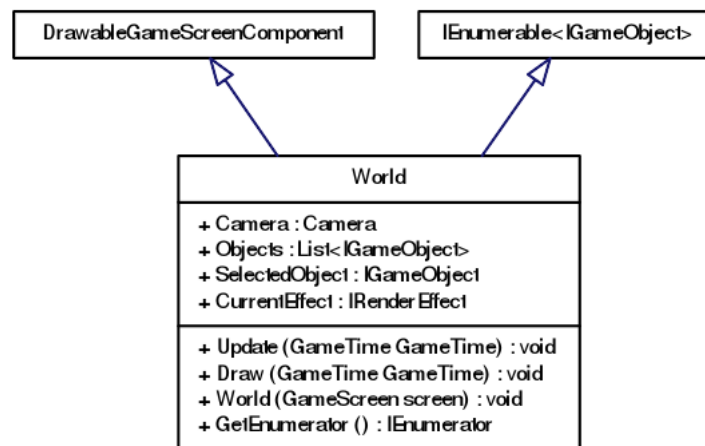 DrawableGameScreenComponent
IEnumerable<IGameObject>
World
+ Camera : Camera
+ Objects : List<IGameObject>
+ SelectedObject : IGameObject
+ CurrentEffect : IRenderEffect
+ Update (GameTime GameTime) : void
+ Draw (GameTime GameTime) : void
+ World (GameScreen screen) : void
+ GetEnumerator () : IEnumerator